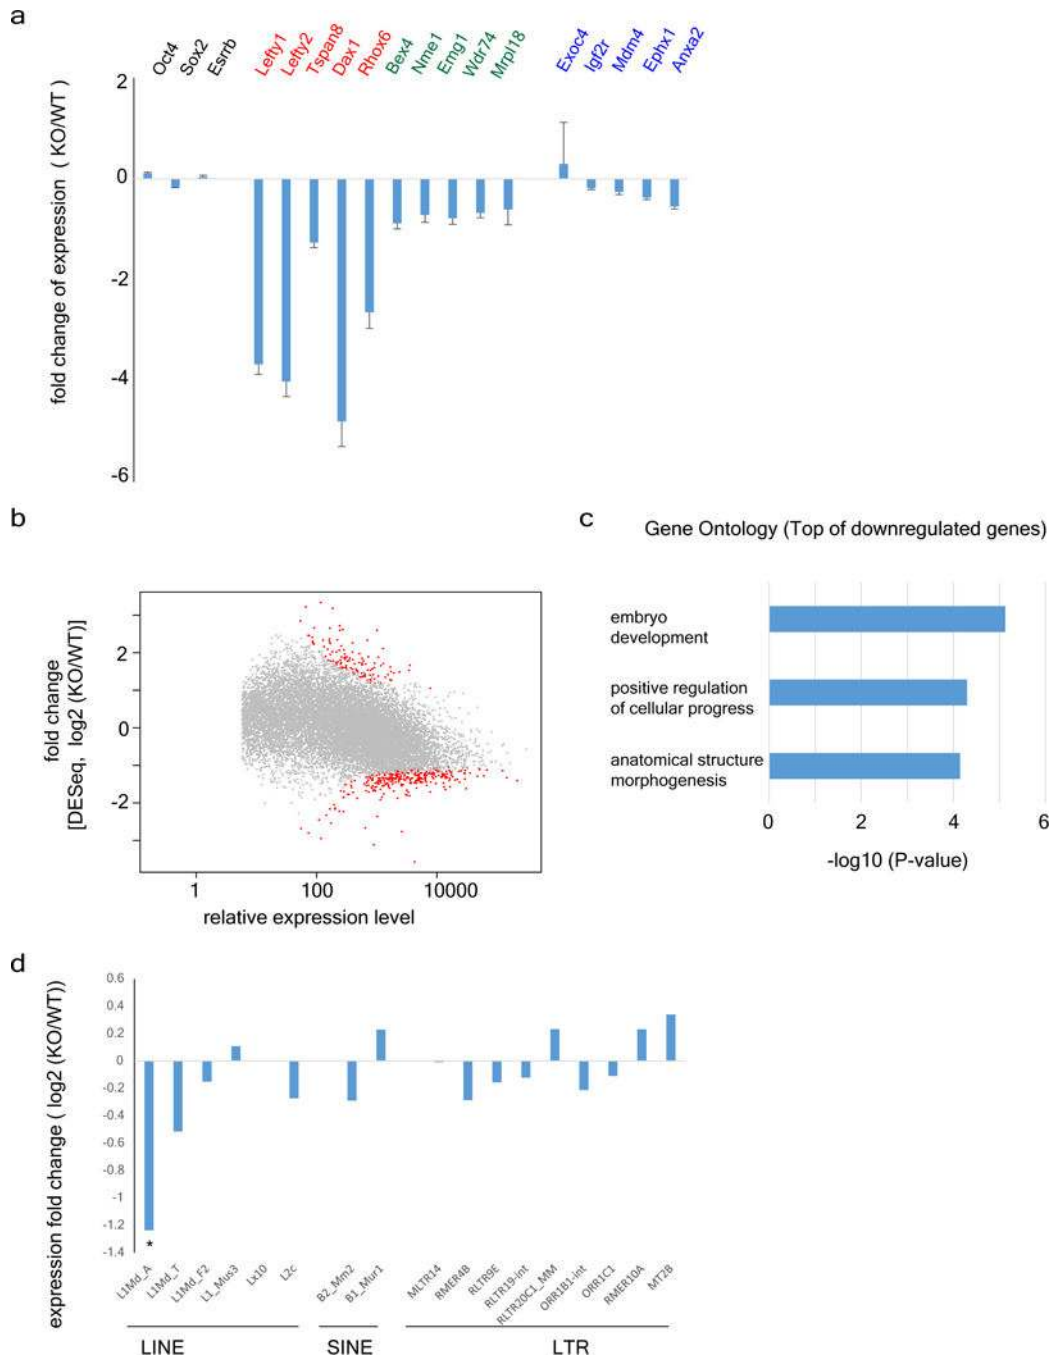 a
Oct4
Sox2
Esrrb
Lefty1
Lefty2
Tspan8
Dax1
Rhox6
Bex4
Nme1
Emg1
Wdr74
Mrpl18
Exoc4
Igf2r
Mdm4
Ephx1
Anxa2
fold change of expression ( KO/WT)
2
0
-2
-4
-6
b
fold change
[DESeq, log2 (KO/WT)]
2
0
-2
1
100
10000
relative expression level
c
Gene Ontology (Top of downregulated genes)
embryo
development
positive regulation
of cellular progress
anatomical structure
morphogenesis
0
2
4
6
-log10 (P-value)
d
expression fold change ( log2 (KO/WT))
0.6
0.4
0.2
0
-0.2
-0.4
-0.6
-0.8
-1
-1.2
-1.4
*
L1Md_A
L1Md_T
L1Md_F2
L1_Mus3
Lx10
L2c
B2_Mm2
B1_Mur1
MLTR14
RMER4B
RLTR9E
RLTR19-int
RLTR20C1_MM
ORR1B1-int
ORR1C1
RMER10A
MT2B
LINE
SINE
LTR